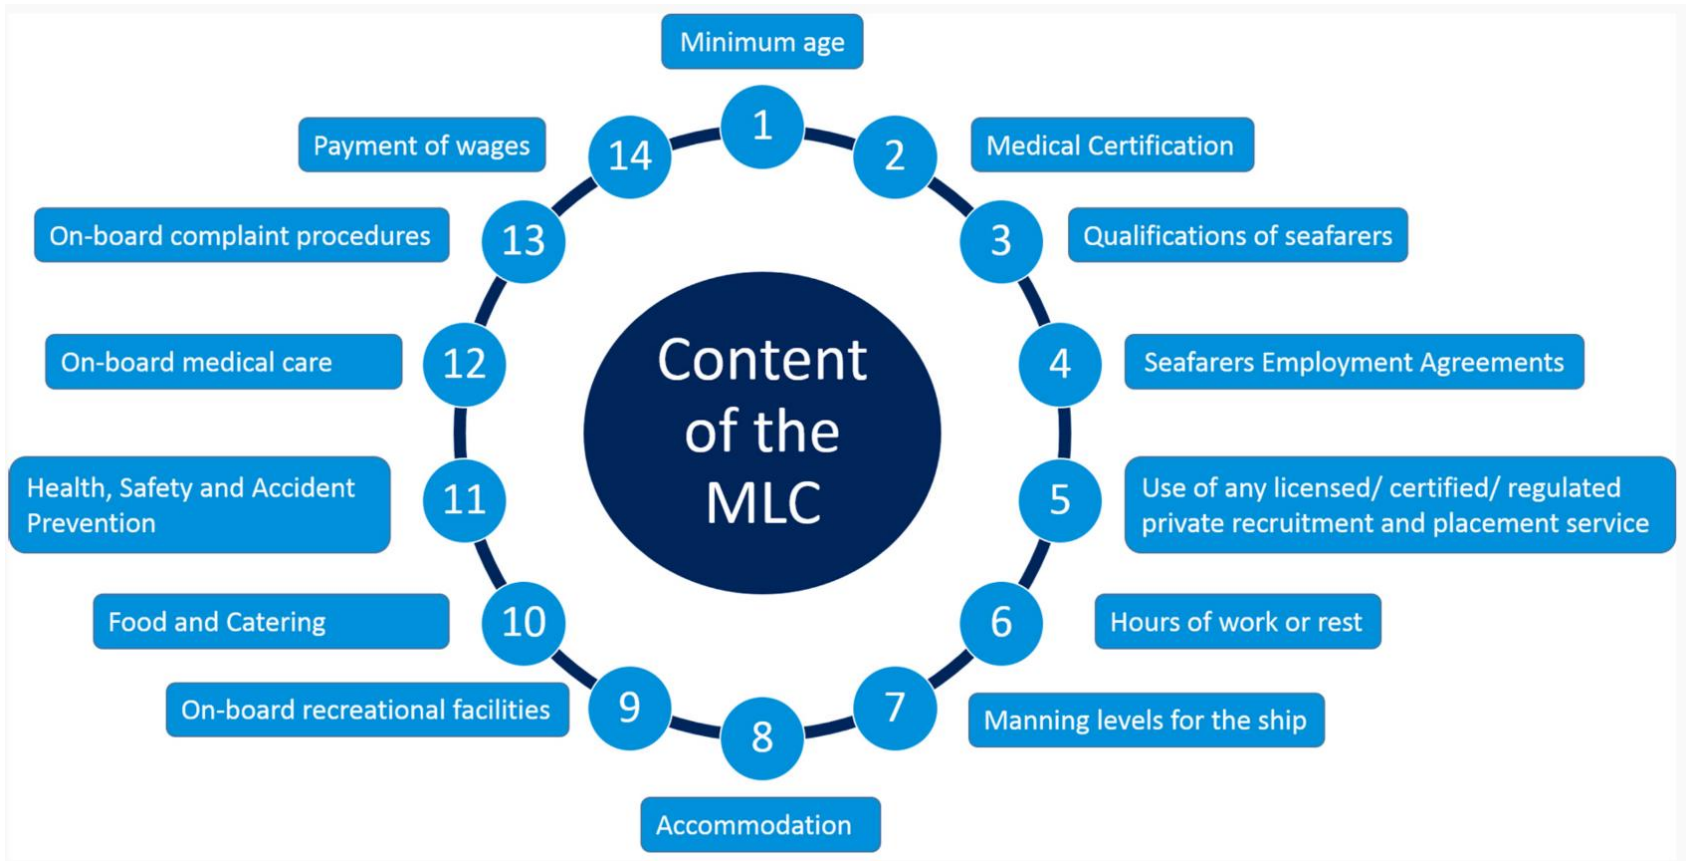 Minimum age
1
2
Medical Certification
3
Qualifications of seafarers
4
Seafarers Employment Agreements
5
Use of any licensed/ certified/ regulated
private recruitment and placement service
6
Hours of work or rest
7
Manning levels for the ship
8
Accommodation
9
On-board recreational facilities
10
Food and Catering
11
Health, Safety and Accident
Prevention
12
On-board medical care
13
On-board complaint procedures
14
Payment of wages
Content
of the
MLC